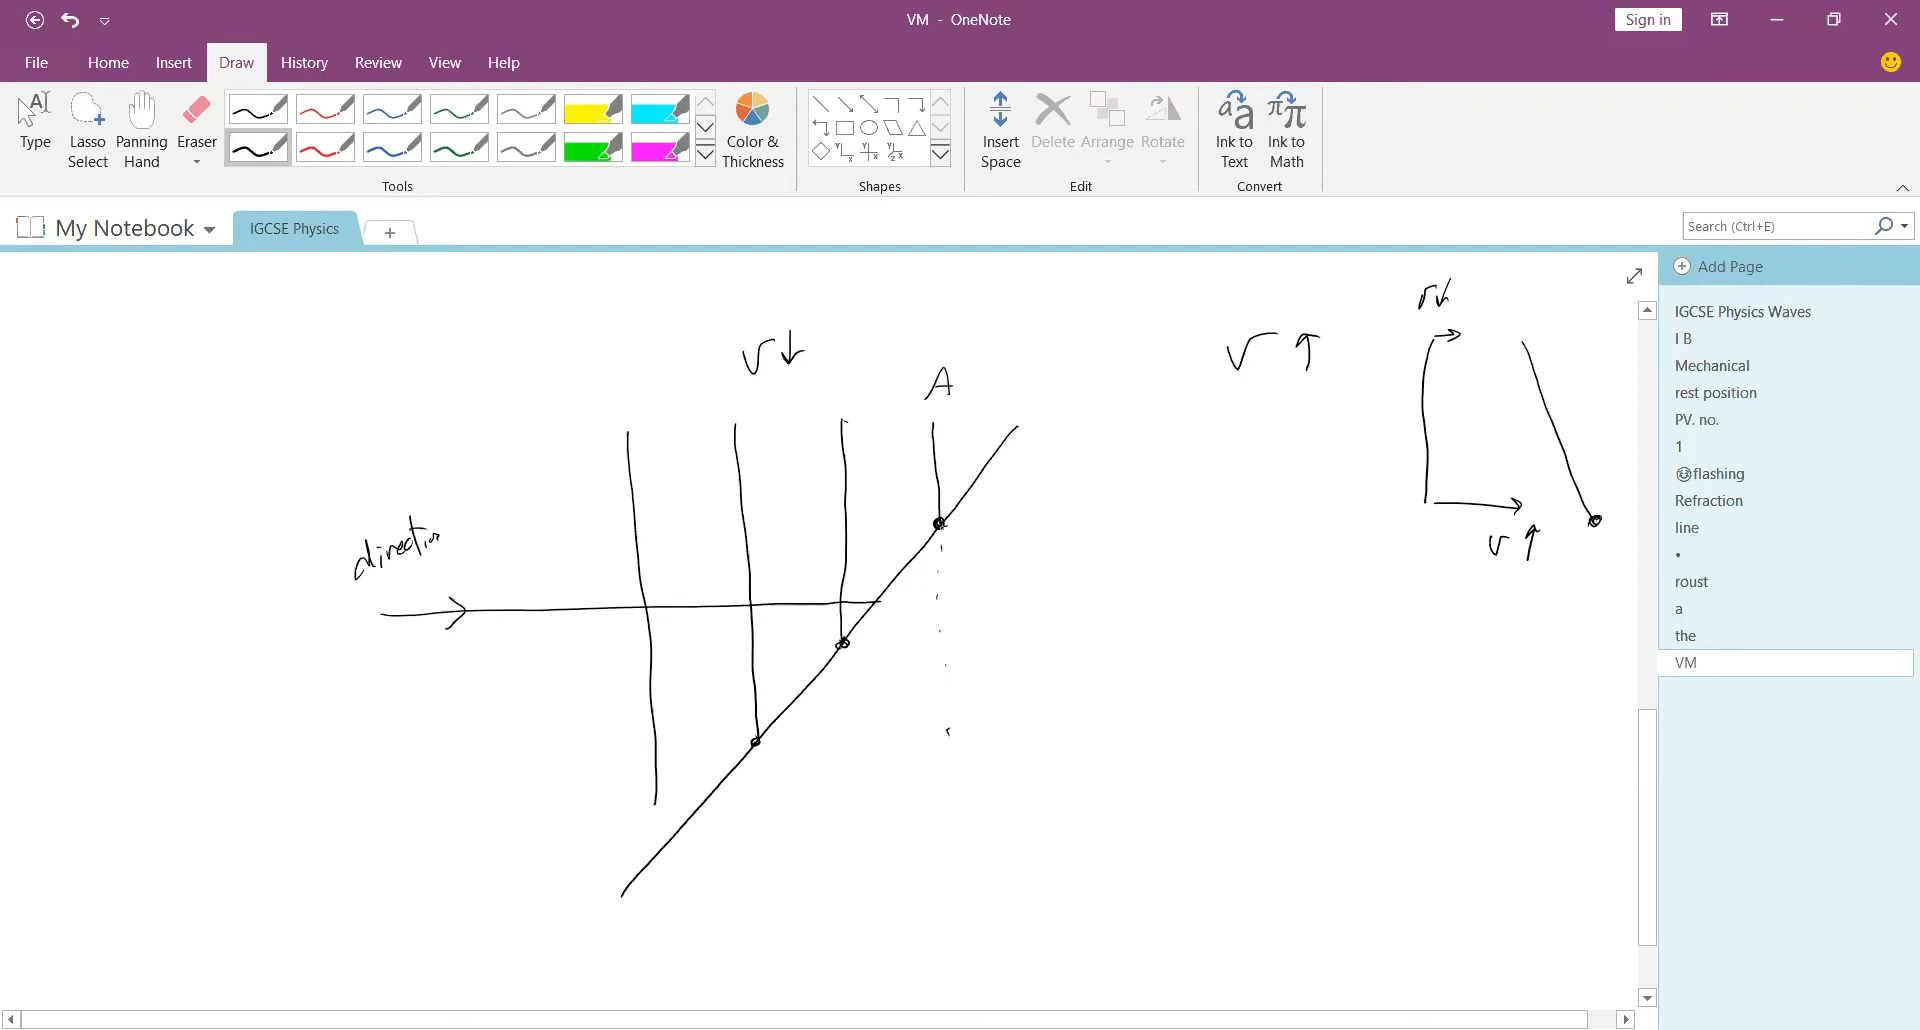 VM - OneNote
Sign in
File Home Insert Draw History Review View Help
Type
Lasso Select
Panning Hand
Eraser
Color & Thickness
Insert Space
Delete
Arrange
Rotate
Ink to Text
Ink to Math
Tools
Shapes
Edit
Convert
My Notebook
IGCSE Physics
Search (Ctrl+E)
Add Page
IGCSE Physics Waves
I B
Mechanical
rest position
PV. no.
1
flashing
Refraction
line
•
roust
a
the
VM
v↓
v↑
v↓
A
v↑